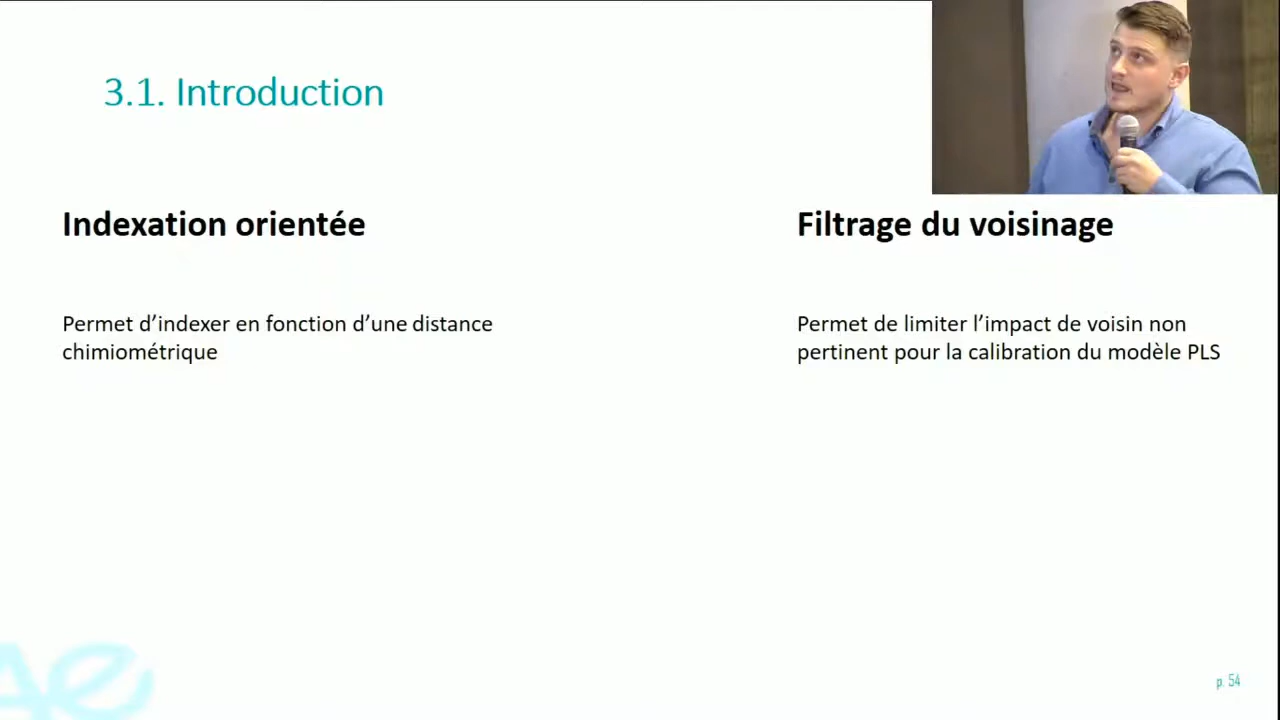 3.1. Introduction
Indexation orientée
Permet d’indexer en fonction d’une distance
chimiométrique
Filtrage du voisinage
Permet de limiter l’impact de voisin non
pertinent pour la calibration du modèle PLS
p. 54